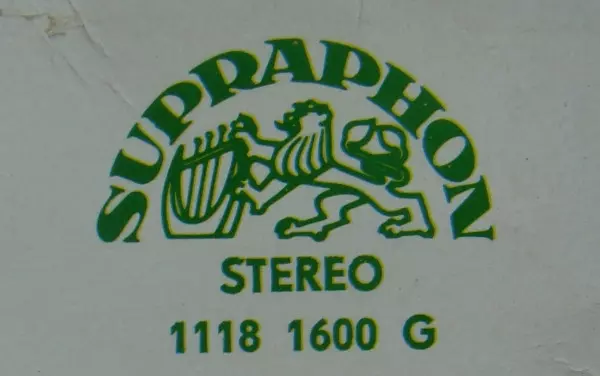 SUPRAPHON
STEREO
1118 1600 G